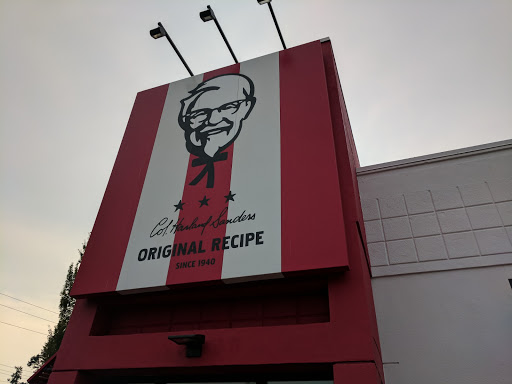 Col. Harland Sanders
ORIGINAL RECIPE
SINCE 1940